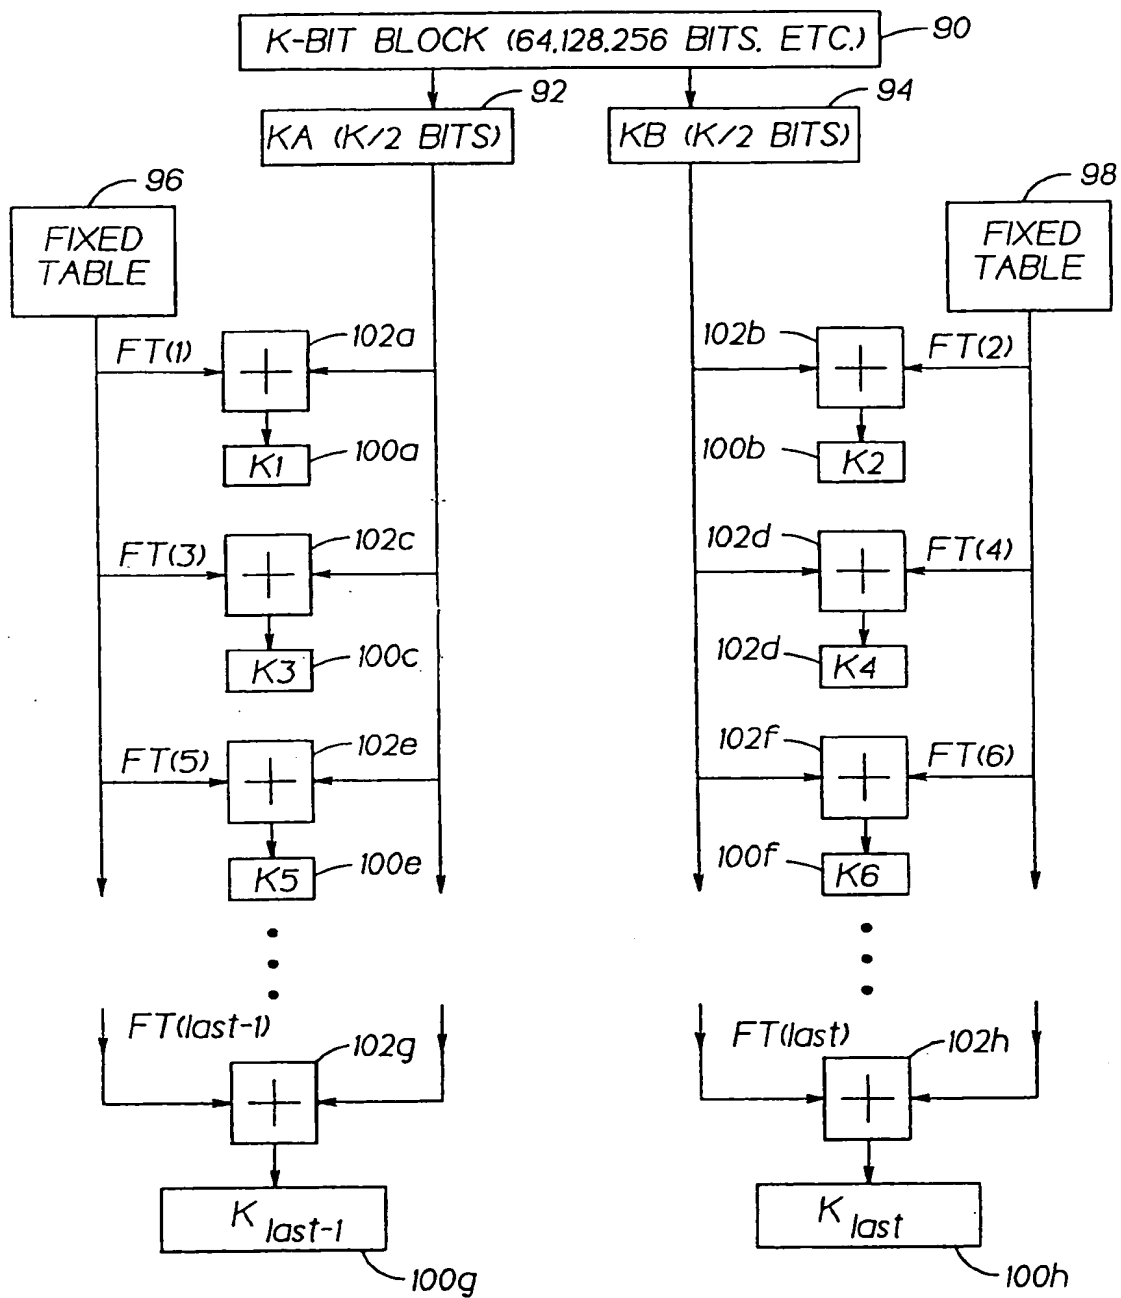 K-BIT BLOCK (64.128.256 BITS. ETC.)
90
92
94
KA (K/2 BITS)
KB (K/2 BITS)
96
98
FIXED
TABLE
FIXED
TABLE
FT(1)
102a
102b
FT(2)
K1
100a
100b
K2
FT(3)
102c
102d
FT(4)
K3
100c
102d
K4
FT(5)
102e
102f
FT(6)
K5
100e
100f
K6
FT(last-1)
102g
FT(last)
102h
K last-1
K last
100g
100h